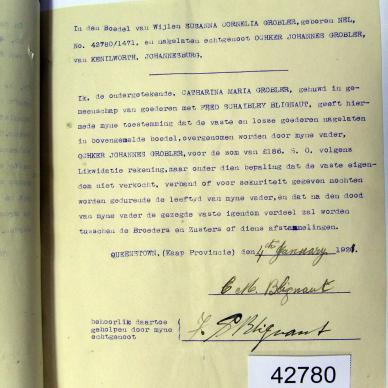 In den Boedel van Wijlen SUSANNA CORNELIA GROBLER, geboren NEL,
No. 42780/1471, en nagelaten echtgenoot OCHKER JOHANNES GROBLER,
van KENILWORTH, JOHANNESBURG.
Ik, de ondergetekende, CATHARINA MARIA GROBLER, gehuwd in ge-
meenschap van goederen met FRED SCHAIBLEY BLIGNAUT, geeft hier-
mede myne toestemming dat de vaste en losse goederen nagelaten
in bovengemelde boedel, overgenomen worden door myne vader,
OCHKER JOHANNES GROBLER, voor de som van £186. 8. 0. volgens
Likwidatie rekening, maar onder dien bepaling dat de vaste eigen-
dom niet verkocht, verband of voor sekuriteit gegeven mochten
worden gedurende de leeftyd van myne vader, en dat na den dood
van myne vader de gezegde vaste igendom verdeel zal worden
tusschen de Broeders en Zusters of diens afstammelingen.
QUEENSTOWN, (Kaap Provincie) den 4th January 1921.
C M. Blignaut
behoorlik daartoe
geholpen door myne
echtgenoot
F. S Blignaut
42780